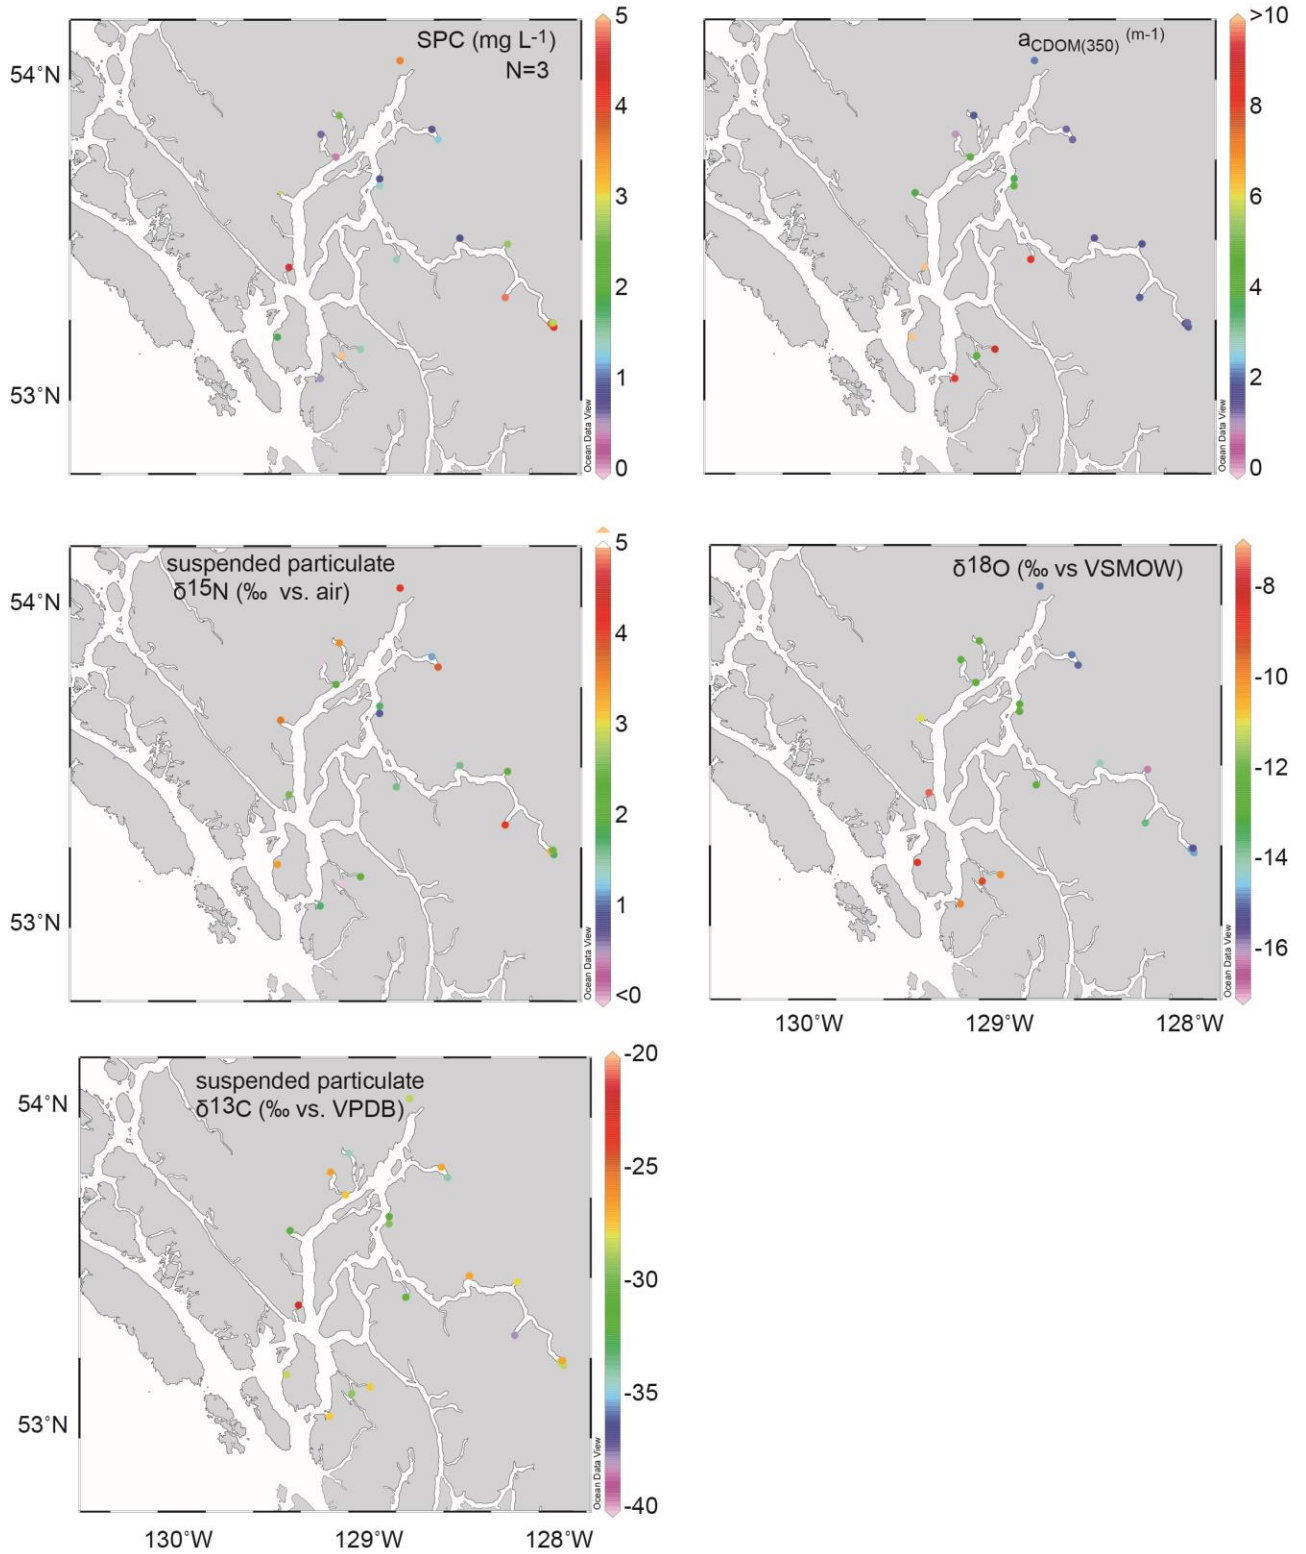 SPC (mg L-1)
N=3
54°N
53°N
5
4
3
2
1
0
Ocean Data View
aCDOM(350) (m-1)
>10
8
6
4
2
0
Ocean Data View
suspended particulate
δ15N (‰ vs. air)
54°N
53°N
5
4
3
2
1
<0
Ocean Data View
δ18O (‰ vs VSMOW)
-8
-10
-12
-14
-16
Ocean Data View
130°W
129°W
128°W
suspended particulate
δ13C (‰ vs. VPDB)
54°N
53°N
-20
-25
-30
-35
-40
Ocean Data View
130°W
129°W
128°W